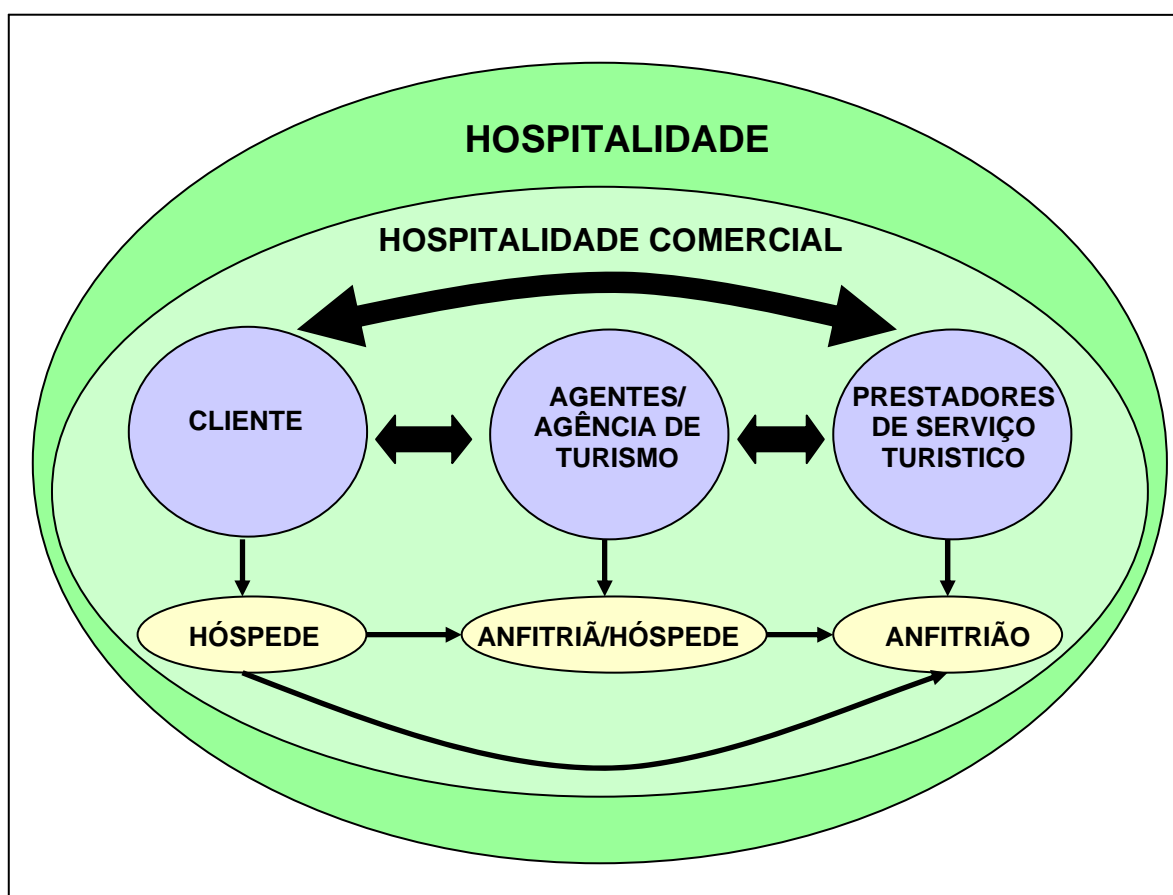 HOSPITALIDADE
HOSPITALIDADE COMERCIAL
CLIENTE
AGENTES/
AGÊNCIA DE
TURISMO
PRESTADORES
DE SERVIÇO
TURISTICO
HÓSPEDE
ANFITRIÃ/HÓSPEDE
ANFITRIÃO